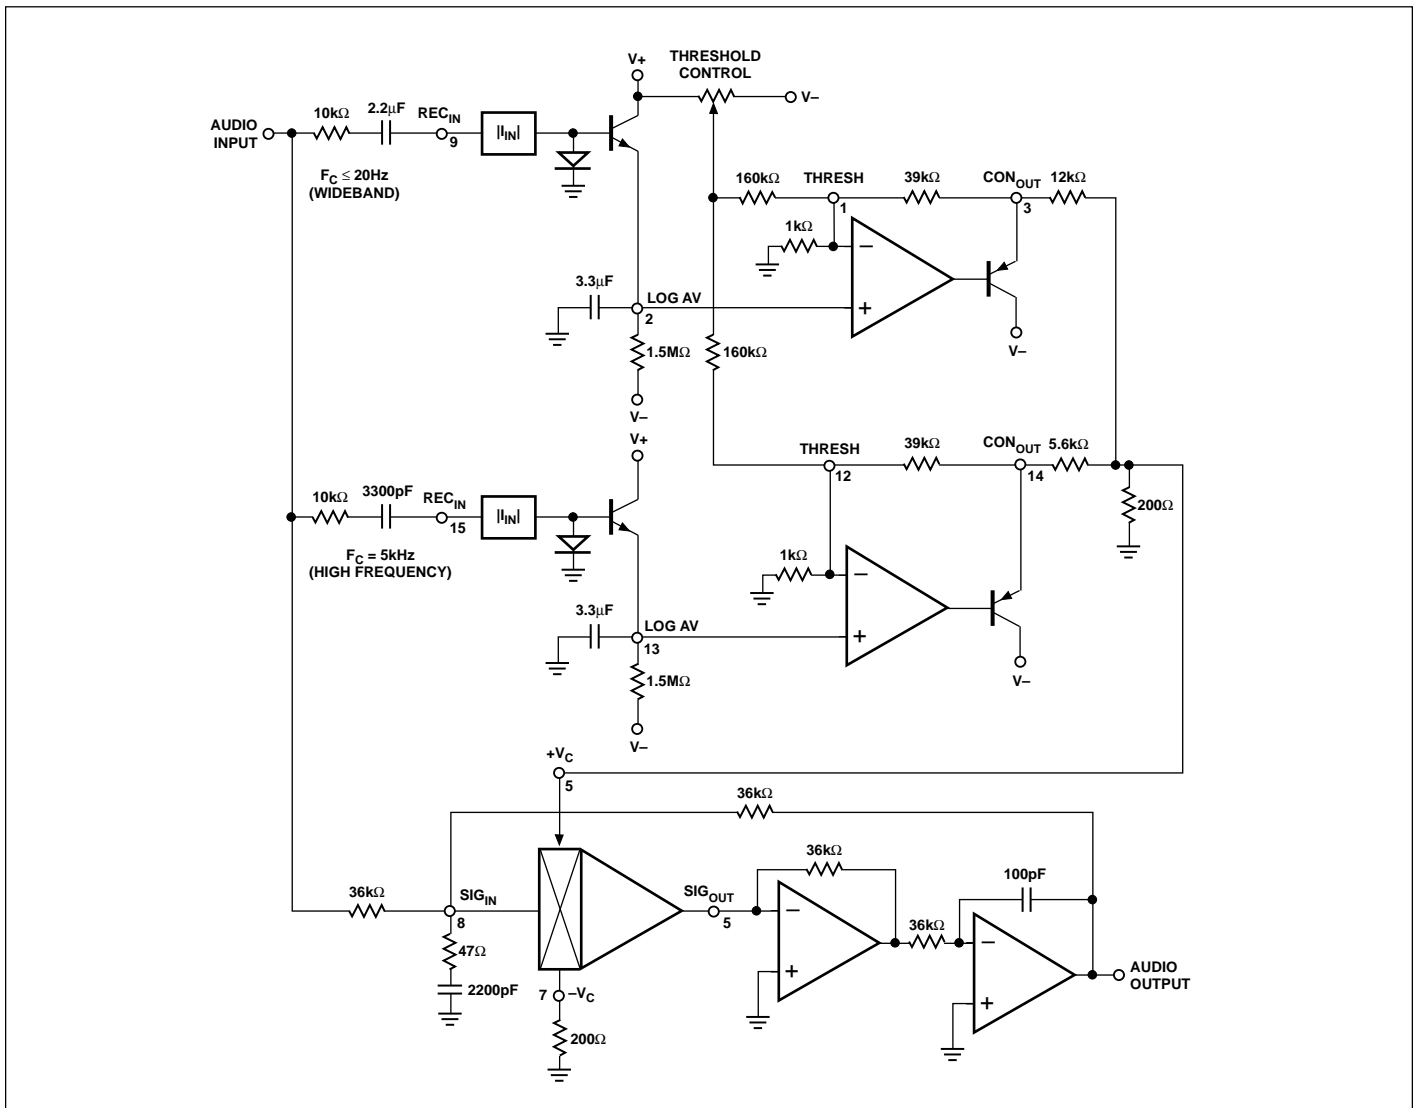 THRESHOLD
CONTROL
V+
V–
10kΩ
2.2μF
REC_IN
AUDIO
INPUT
9
|I_IN|
F_C ≤ 20Hz
(WIDEBAND)
160kΩ
THRESH
1
39kΩ
CON_OUT
3
12kΩ
1kΩ
–
+
V–
3.3μF
LOG AV
2
1.5MΩ
V–
160kΩ
V+
THRESH
12
39kΩ
CON_OUT
14
5.6kΩ
200Ω
10kΩ
3300pF
REC_IN
15
|I_IN|
F_C = 5kHz
(HIGH FREQUENCY)
1kΩ
–
+
V–
3.3μF
LOG AV
13
1.5MΩ
V–
+V_C
5
36kΩ
36kΩ
SIG_IN
8
47Ω
2200pF
7
–V_C
200Ω
SIG_OUT
5
36kΩ
–
+
36kΩ
100pF
–
+
AUDIO
OUTPUT